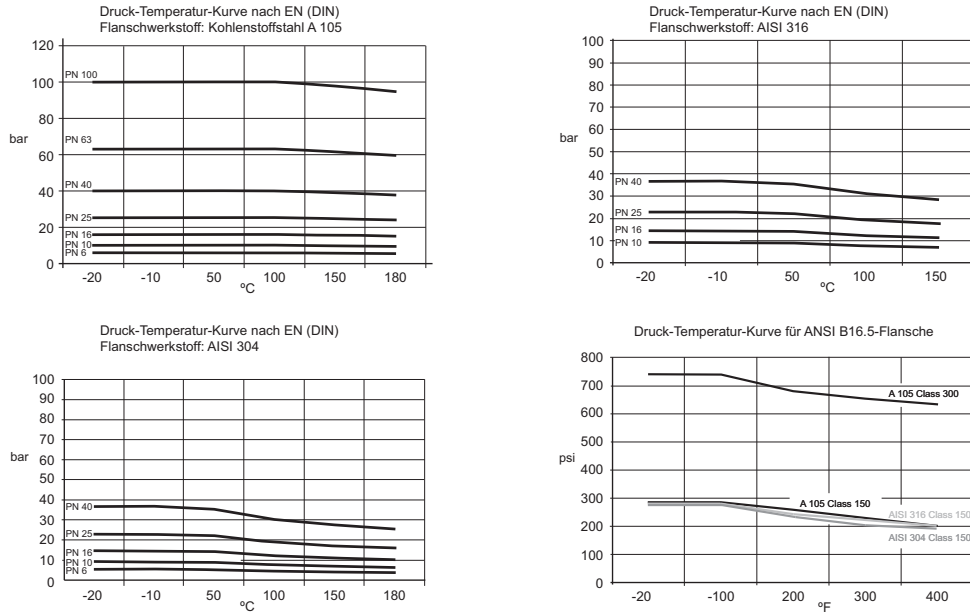 Druck-Temperatur-Kurve nach EN (DIN)
Flanschwerkstoff: Kohlenstoffstahl A 105
120
100
80
60
40
20
0
bar
PN 100
PN 63
PN 40
PN 25
PN 16
PN 10
PN 6
-20 -10 50 100 150 180
ºC
Druck-Temperatur-Kurve nach EN (DIN)
Flanschwerkstoff: AISI 316
100
90
80
70
60
50
40
30
20
10
0
bar
PN 40
PN 25
PN 16
PN 10
-20 -10 50 100 150
ºC
Druck-Temperatur-Kurve nach EN (DIN)
Flanschwerkstoff: AISI 304
100
90
80
70
60
50
40
30
20
10
0
bar
PN 40
PN 25
PN 16
PN 10
PN 6
-20 -10 50 100 150 180
ºC
Druck-Temperatur-Kurve für ANSI B16.5-Flansche
800
700
600
500
400
300
200
100
0
psi
A 105 Class 300
A 105 Class 150
AISI 316 Class 150
AISI 304 Class 150
-20 -100 200 300 400
ºF